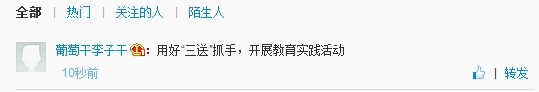 全部 | 热门 | 关注的人 | 陌生人
葡萄干李子干：用好“三送”抓手，开展教育实践活动
10秒前 | 转发